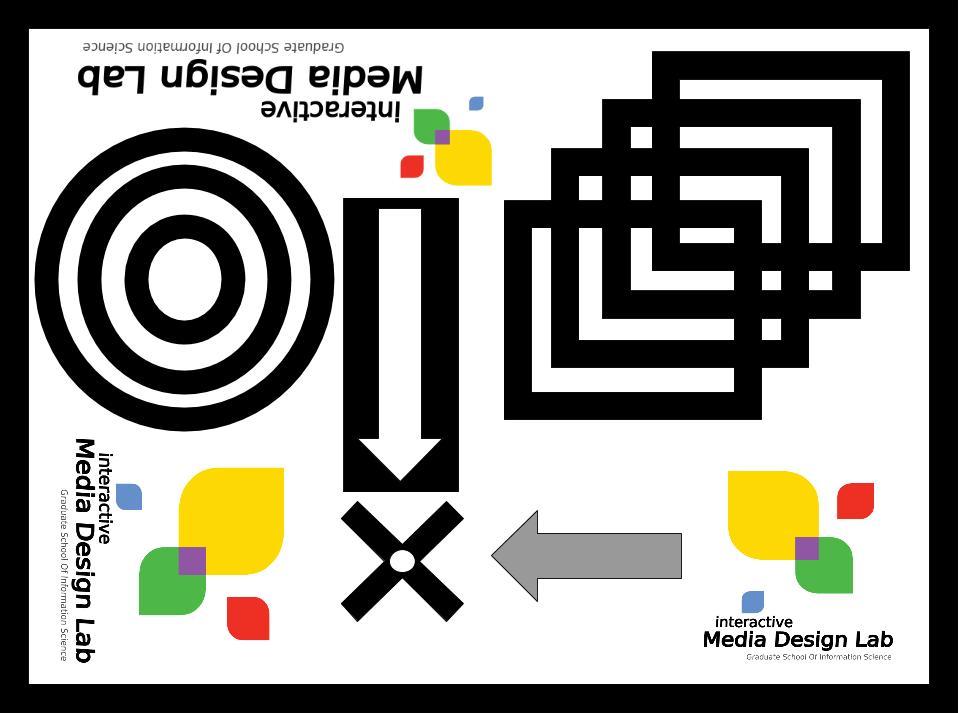 Graduate School Of Information Science
Media Design Lab
interactive
interactive
Media Design Lab
Graduate School Of Information Science
interactive
Media Design Lab
Graduate School Of Information Science